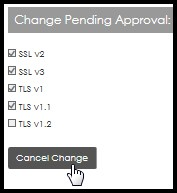 Change Pending Approval:
SSL v2
SSL v3
TLS v1
TLS v1.1
TLS v1.2
Cancel Change